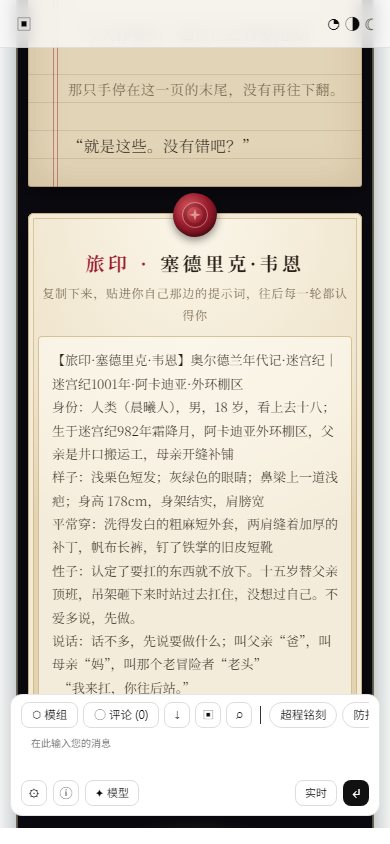 那只手停在这一页的末尾，没有再往下翻。
“就是这些。没有错吧？”
旅印 · 塞德里克·韦恩
复制下来，贴进你自己那边的提示词，往后每一轮都认
得你
【旅印·塞德里克·韦恩】奥尔德兰年代记·迷宫纪｜
迷宫纪1001年·阿卡迪亚·外环棚区
身份：人类（晨曦人），男，18 岁，看上去十八；
生于迷宫纪982年霜降月，阿卡迪亚外环棚区，父
亲是井口搬运工，母亲开缝补铺
样子：浅栗色短发；灰绿色的眼睛；鼻梁上一道浅
疤；身高 178cm，身架结实，肩膀宽
平常穿：洗得发白的粗麻短外套，两肩缝着加厚的
补丁，帆布长裤，钉了铁掌的旧皮短靴
性子：认定了要扛的东西就不放下。十五岁替父亲
顶班，吊架砸下来时站过去扛住，没想过自己。不
爱多说，先做。
说话：话不多，先说要做什么；叫父亲“爸”，叫
母亲“妈”，叫那个老冒险者“老头”
“我来扛，你往后站。”
模组 评论 (0) 超程铭刻
在此输入您的消息
模型 实时